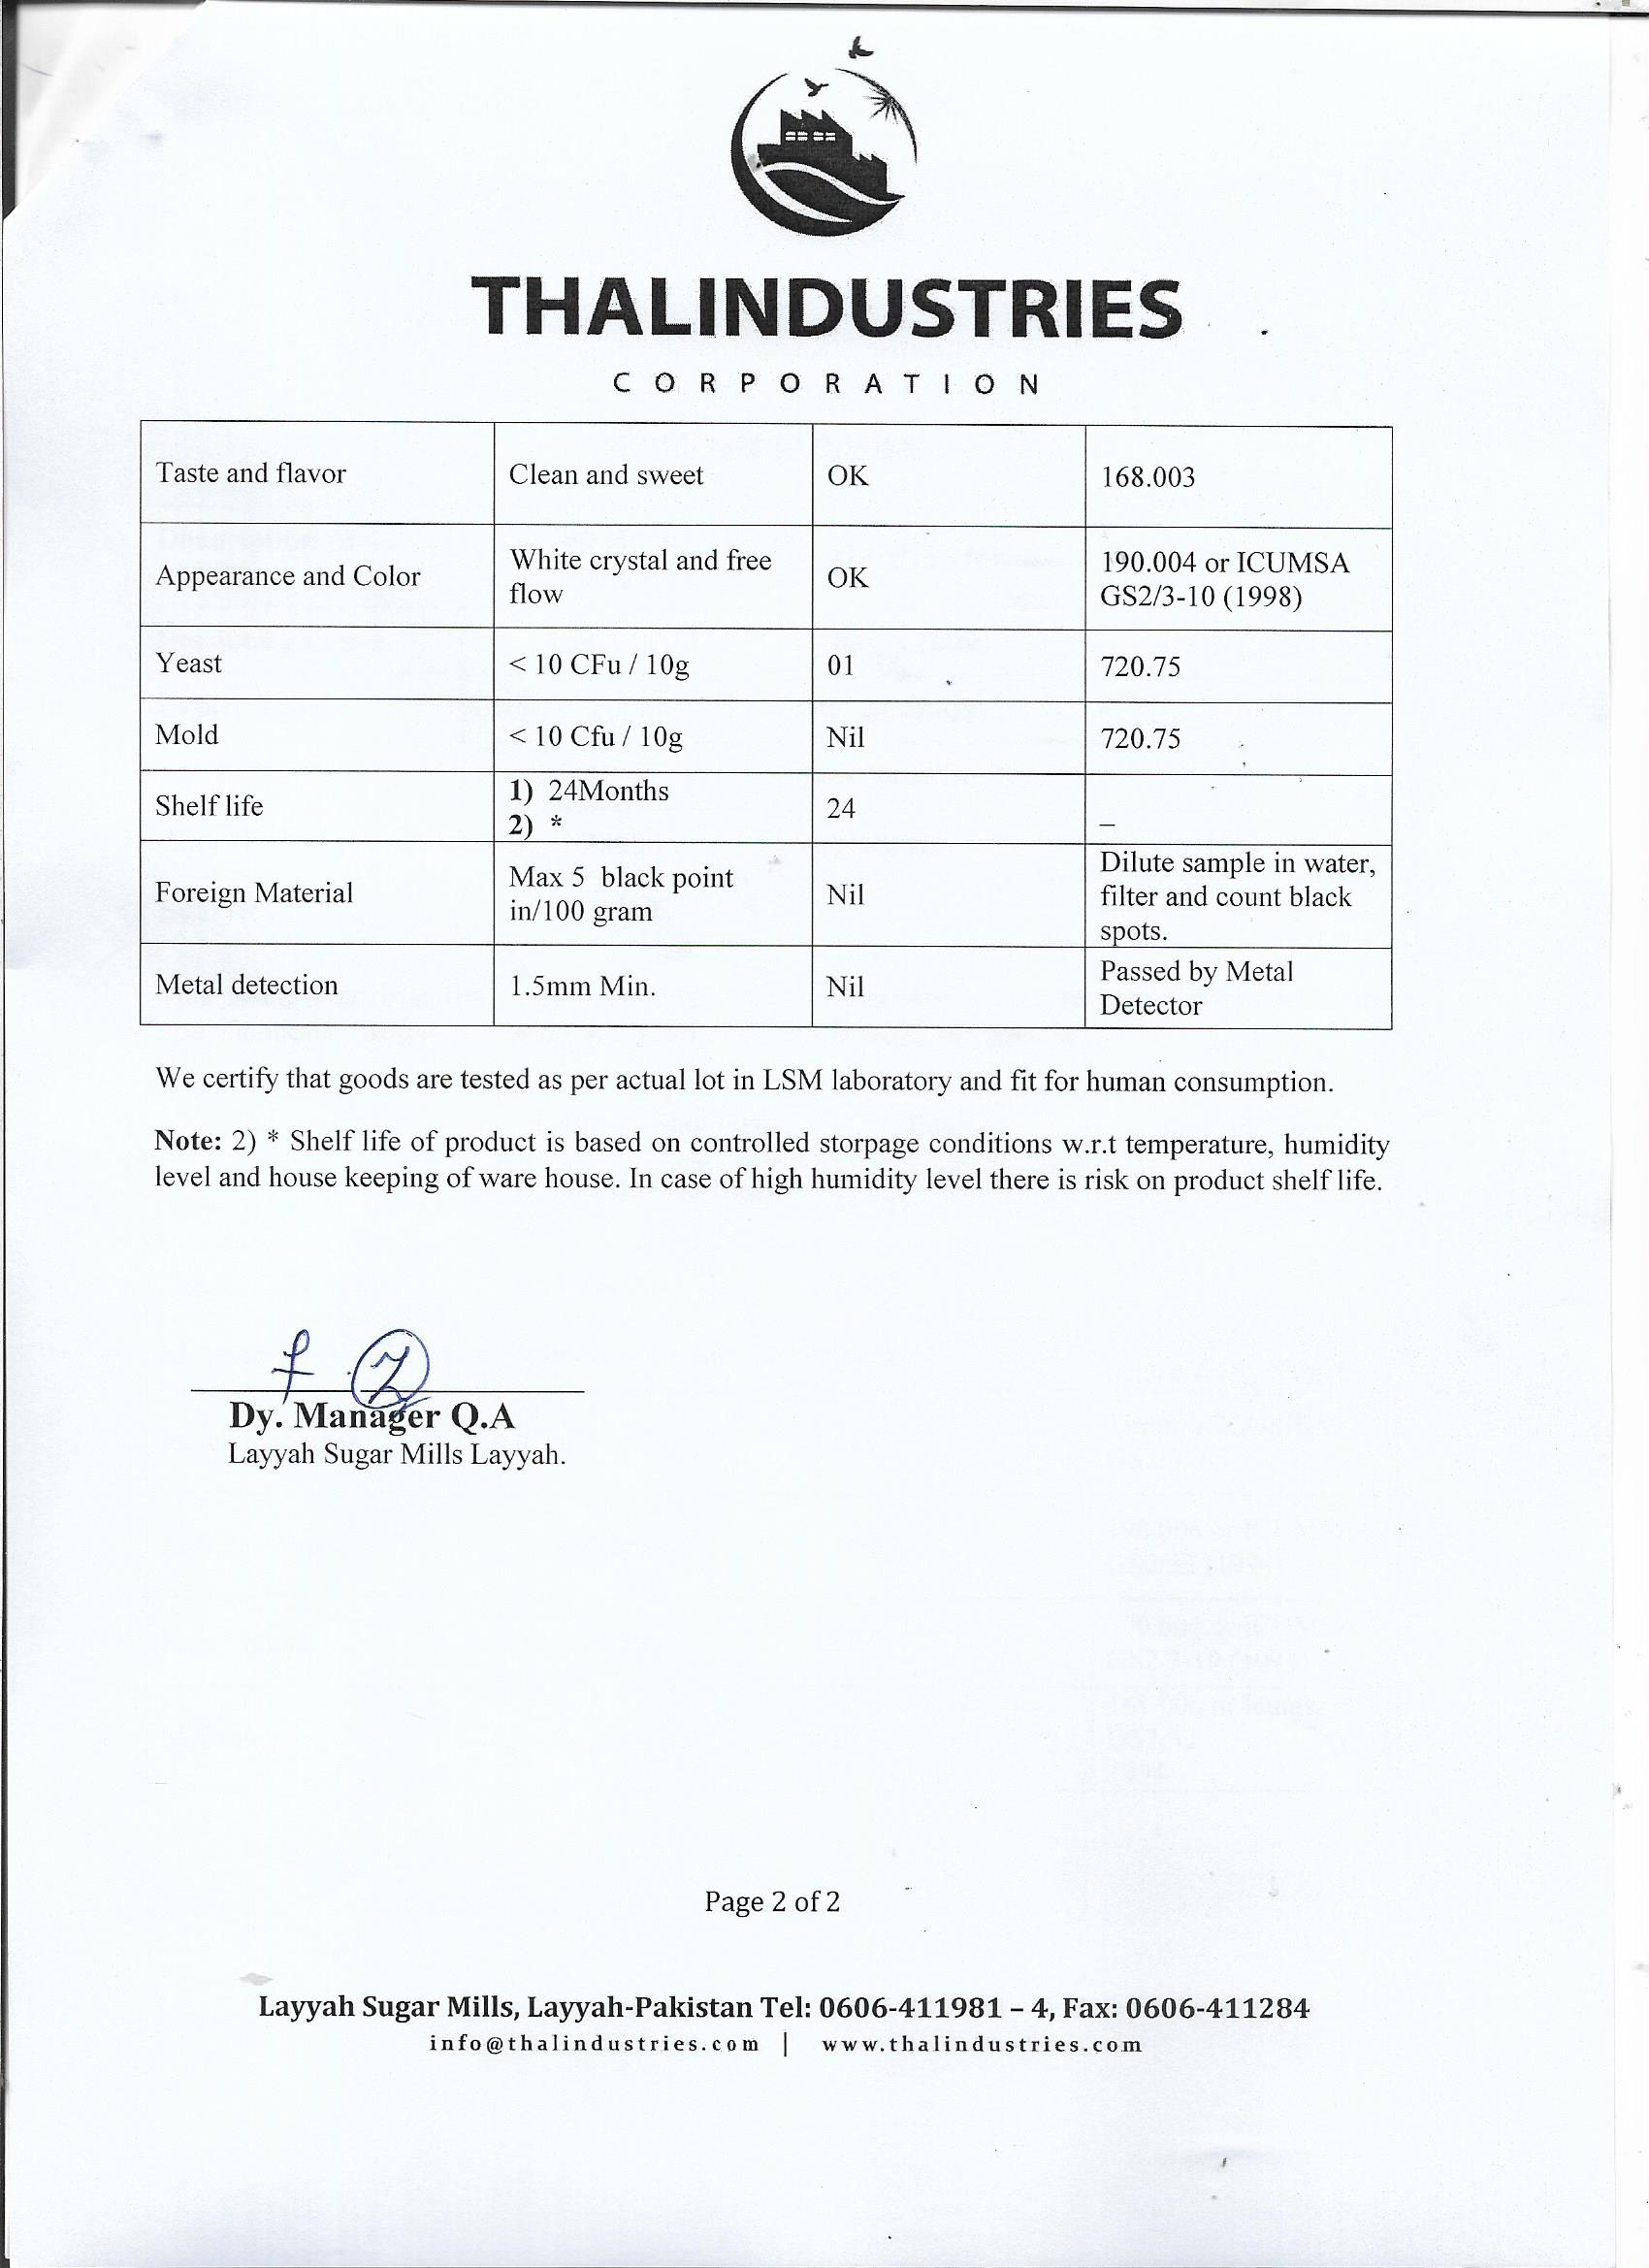 THALINDUSTRIES
CORPORATION
Taste and flavor Clean and sweet OK 168.003
Appearance and Color White crystal and free flow OK 190.004 or ICUMSA GS2/3-10 (1998)
Yeast < 10 CFu / 10g 01 720.75
Mold < 10 Cfu / 10g Nil 720.75
Shelf life 1) 24Months 2) * 24 _
Foreign Material Max 5 black point in/100 gram Nil Dilute sample in water, filter and count black spots.
Metal detection 1.5mm Min. Nil Passed by Metal Detector
We certify that goods are tested as per actual lot in LSM laboratory and fit for human consumption.
Note: 2) * Shelf life of product is based on controlled storpage conditions w.r.t temperature, humidity
level and house keeping of ware house. In case of high humidity level there is risk on product shelf life.
Dy. Manager Q.A
Layyah Sugar Mills Layyah.
Page 2 of 2
Layyah Sugar Mills, Layyah-Pakistan Tel: 0606-411981 – 4, Fax: 0606-411284
info@thalindustries.com | www.thalindustries.com